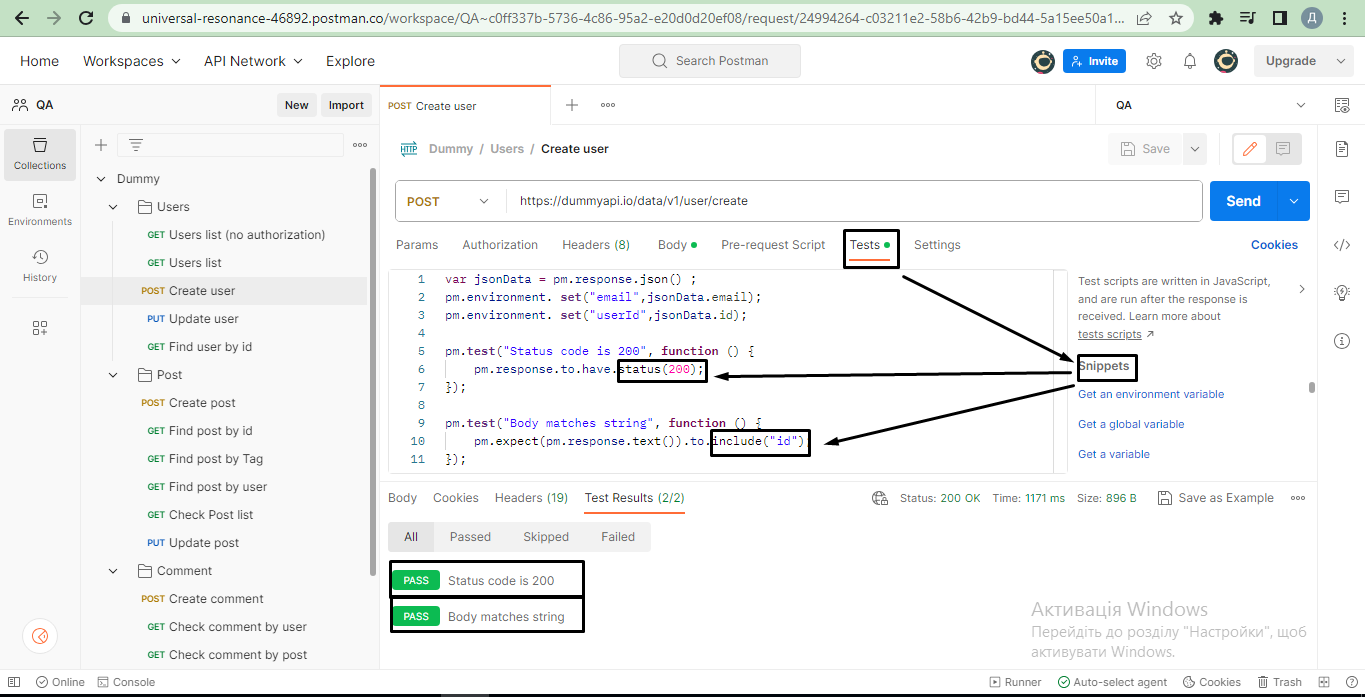 universal-resonance-46892.postman.co/workspace/QA~c0ff337b-5736-4c86-95a2-e20d0d20ef08/request/24994264-c03211e2-58b6-42b9-bd44-5a15ee50a1...
Д
Home Workspaces API Network Explore
Search Postman
Invite
Upgrade
QA
New Import
POST Create user
QA
Collections
Environments
History
Dummy
Users
GET Users list (no authorization)
GET Users list
POST Create user
PUT Update user
GET Find user by id
Post
POST Create post
GET Find post by id
GET Find post by Tag
GET Find post by user
GET Check Post list
PUT Update post
Comment
POST Create comment
GET Check comment by user
GET Check comment by post
HTTP Dummy / Users / Create user
Save
POST https://dummyapi.io/data/v1/user/create
Send
Params Authorization Headers (8) Body Pre-request Script Tests Settings
Cookies
1 var jsonData = pm.response.json() ;
2 pm.environment. set("email",jsonData.email);
3 pm.environment. set("userId",jsonData.id);
4
5 pm.test("Status code is 200", function () {
6 pm.response.to.have.status(200);
7 });
8
9 pm.test("Body matches string", function () {
10 pm.expect(pm.response.text()).to.include("id")
11 });
Test scripts are written in JavaScript,
and are run after the response is
received. Learn more about
tests scripts ↗
Snippets
Get an environment variable
Get a global variable
Get a variable
Body Cookies Headers (19) Test Results (2/2)
Status: 200 OK Time: 1171 ms Size: 896 B Save as Example
All Passed Skipped Failed
PASS Status code is 200
PASS Body matches string
Активація Windows
Перейдіть до розділу "Настройки", щоб
активувати Windows.
Online Console
Runner Auto-select agent Cookies Trash